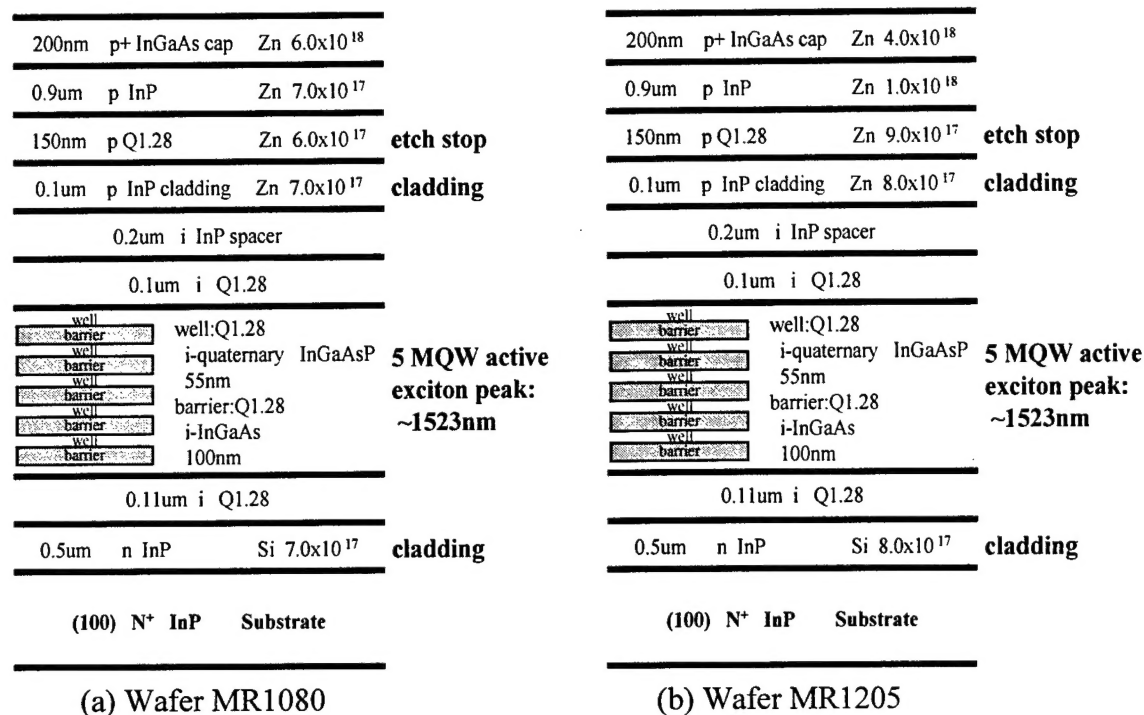 200nm p+ InGaAs cap Zn 6.0x10 18
0.9um p InP Zn 7.0x10 17
150nm p Q1.28 Zn 6.0x10 17 etch stop
0.1um p InP cladding Zn 7.0x10 17 cladding
0.2um i InP spacer
0.1um i Q1.28
well
barrier
well
barrier
well
barrier
well
barrier
well
barrier
well:Q1.28
i-quaternary InGaAsP
55nm
barrier:Q1.28
i-InGaAs
100nm
5 MQW active
exciton peak:
~1523nm
0.11um i Q1.28
0.5um n InP Si 7.0x10 17 cladding
(100) N+ InP Substrate
(a) Wafer MR1080
200nm p+ InGaAs cap Zn 4.0x10 18
0.9um p InP Zn 1.0x10 18
150nm p Q1.28 Zn 9.0x10 17 etch stop
0.1um p InP cladding Zn 8.0x10 17 cladding
0.2um i InP spacer
0.1um i Q1.28
well
barrier
well
barrier
well
barrier
well
barrier
well
barrier
well:Q1.28
i-quaternary InGaAsP
55nm
barrier:Q1.28
i-InGaAs
100nm
5 MQW active
exciton peak:
~1523nm
0.11um i Q1.28
0.5um n InP Si 8.0x10 17 cladding
(100) N+ InP Substrate
(b) Wafer MR1205